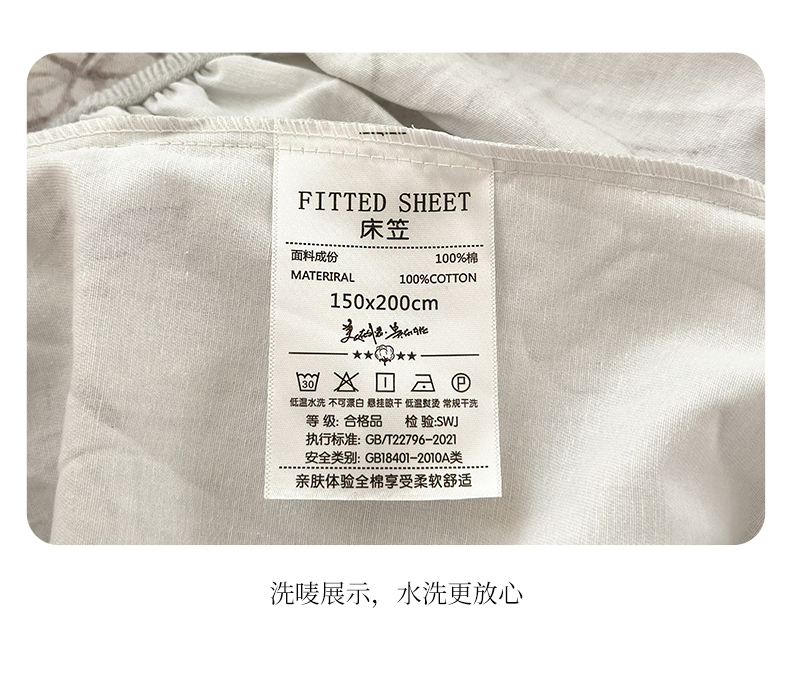 FITTED SHEET
床笠
面料成份 100%棉
MATERIRAL 100%COTTON
150x200cm
30
P
低温水洗 不可漂白 悬挂晾干 低温熨烫 常规干洗
等 级: 合格品 检 验:SWJ
执行标准: GB/T22796-2021
安全类别: GB18401-2010A类
亲肤体验全棉享受柔软舒适
洗唛展示, 水洗更放心